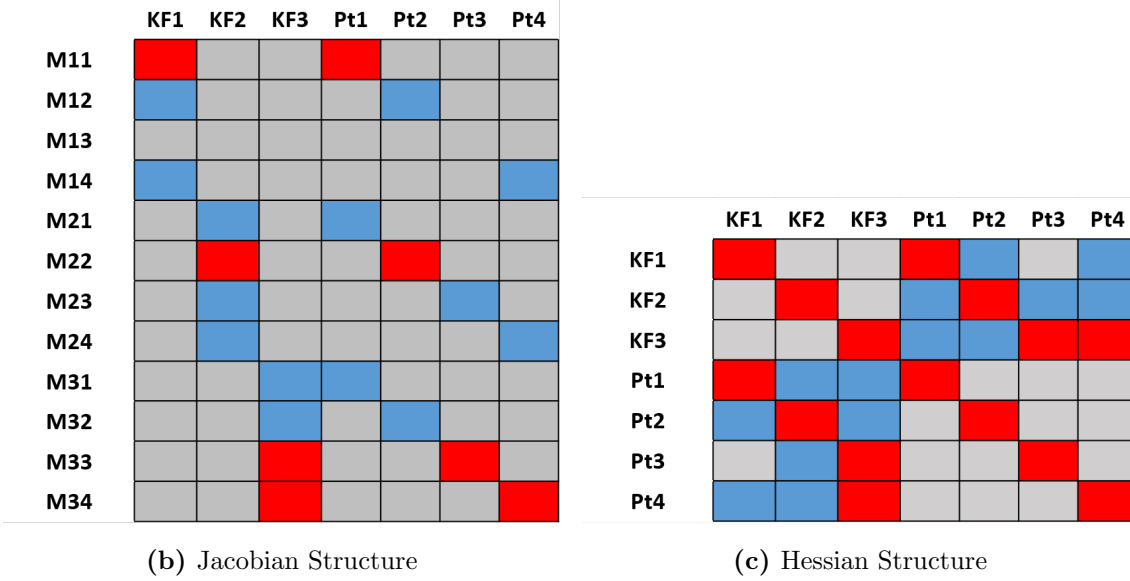 KF1 KF2 KF3 Pt1 Pt2 Pt3 Pt4
M11
M12
M13
M14
M21
M22
M23
M24
M31
M32
M33
M34
(b) Jacobian Structure
KF1 KF2 KF3 Pt1 Pt2 Pt3 Pt4
KF1
KF2
KF3
Pt1
Pt2
Pt3
Pt4
(c) Hessian Structure